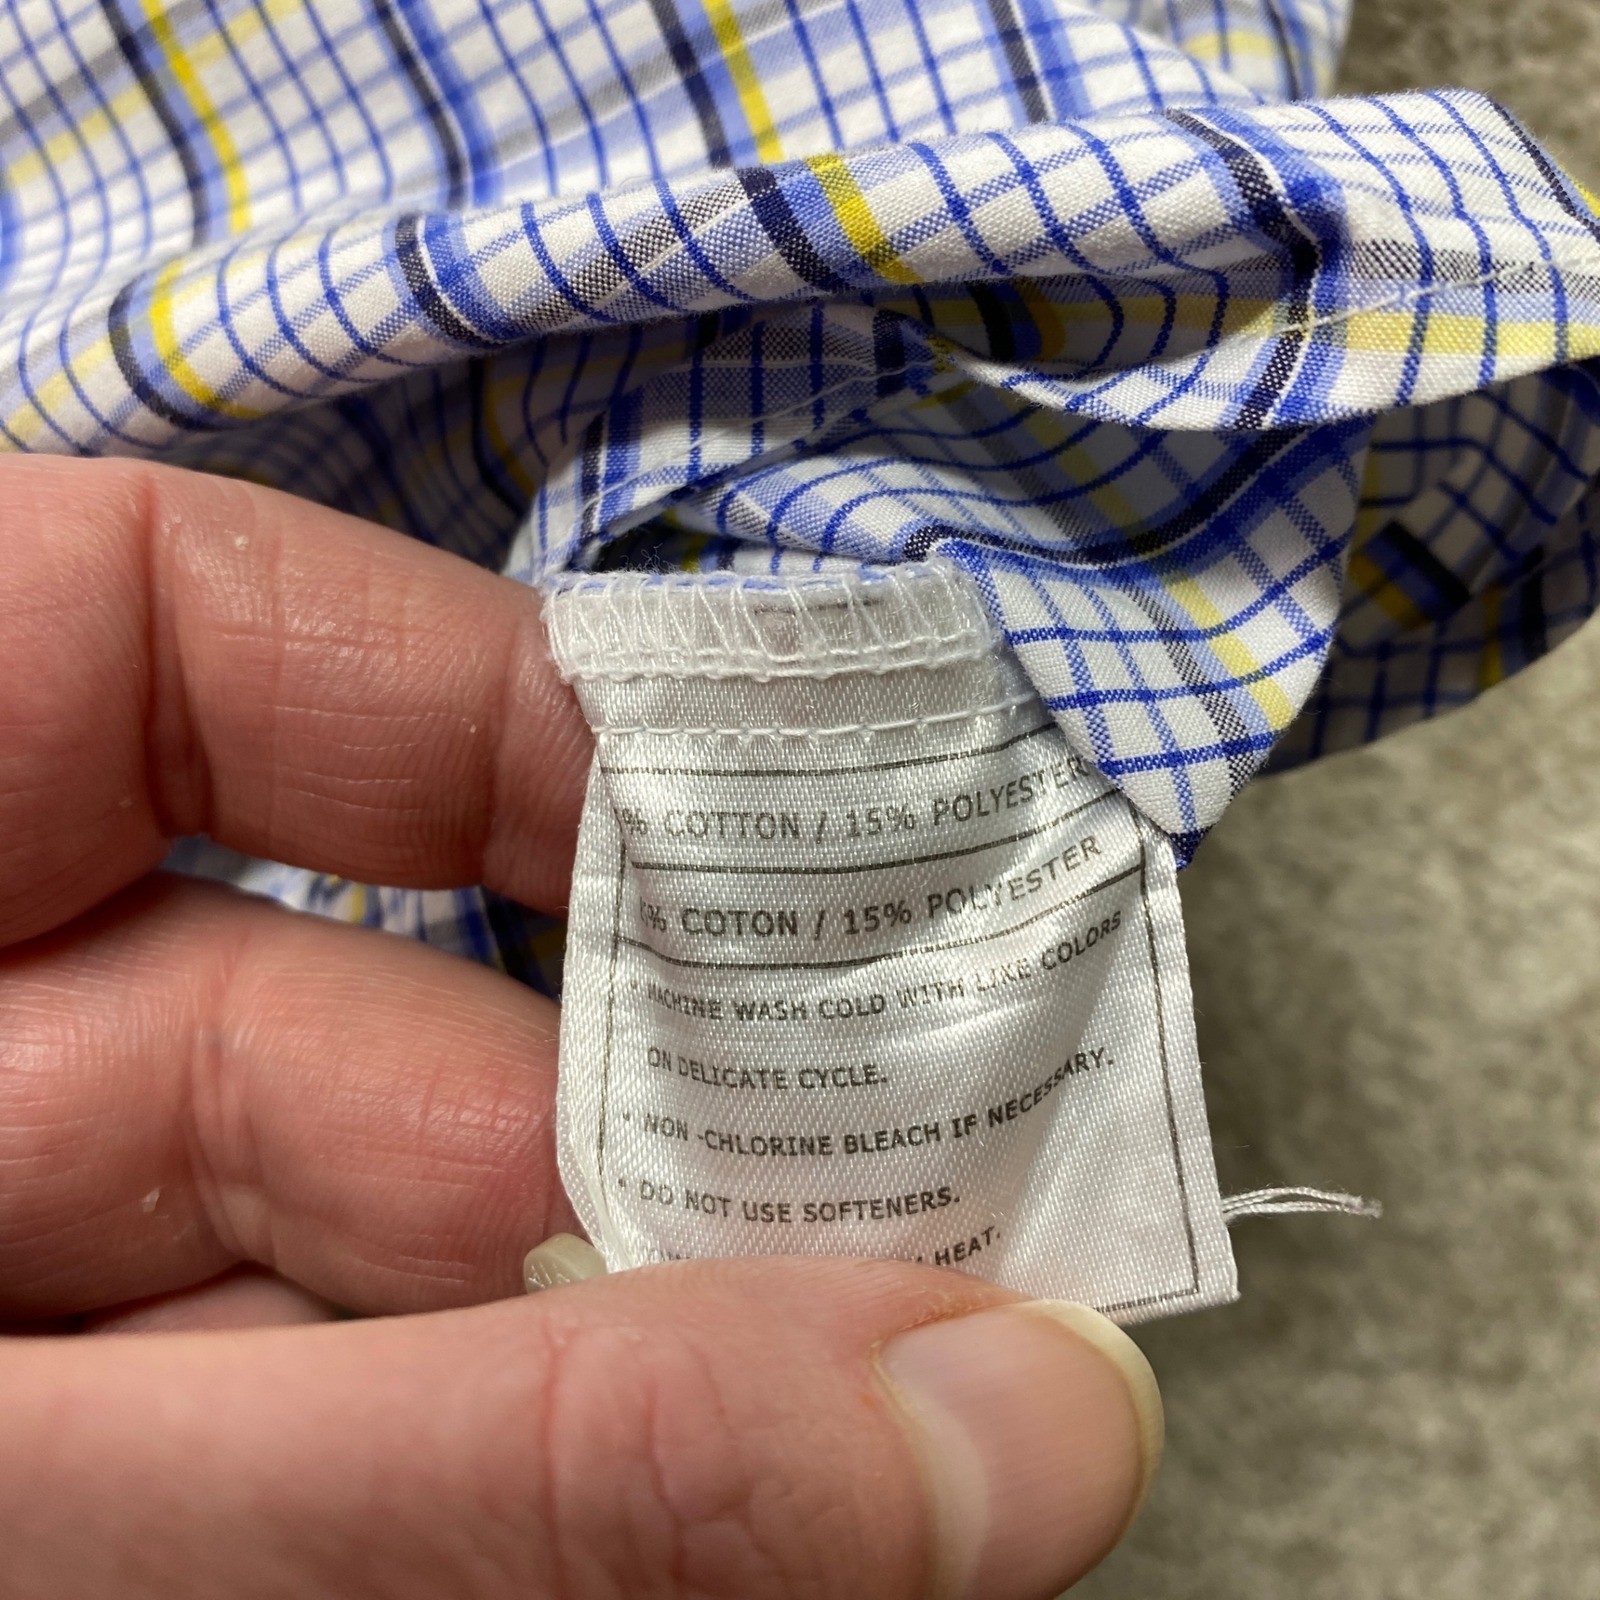 % COTTON / 15% POLYESTER
% COTON / 15% POLYESTER
• MACHINE WASH COLD WITH LIKE COLORS
ON DELICATE CYCLE.
• NON -CHLORINE BLEACH IF NECESSARY.
• DO NOT USE SOFTENERS.
HEAT.